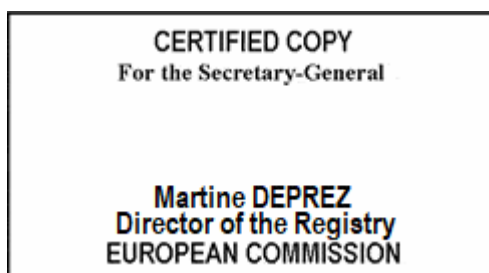 CERTIFIED COPY
For the Secretary-General
Martine DEPREZ
Director of the Registry
EUROPEAN COMMISSION